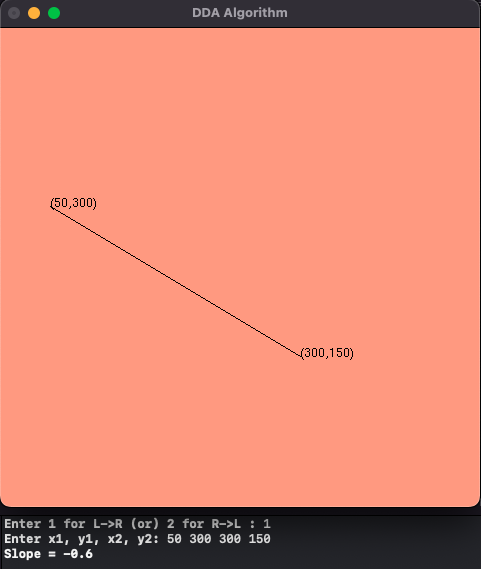 DDA Algorithm
(50,300)
(300,150)
Enter 1 for L->R (or) 2 for R->L : 1
Enter x1, y1, x2, y2: 50 300 300 150
Slope = -0.6